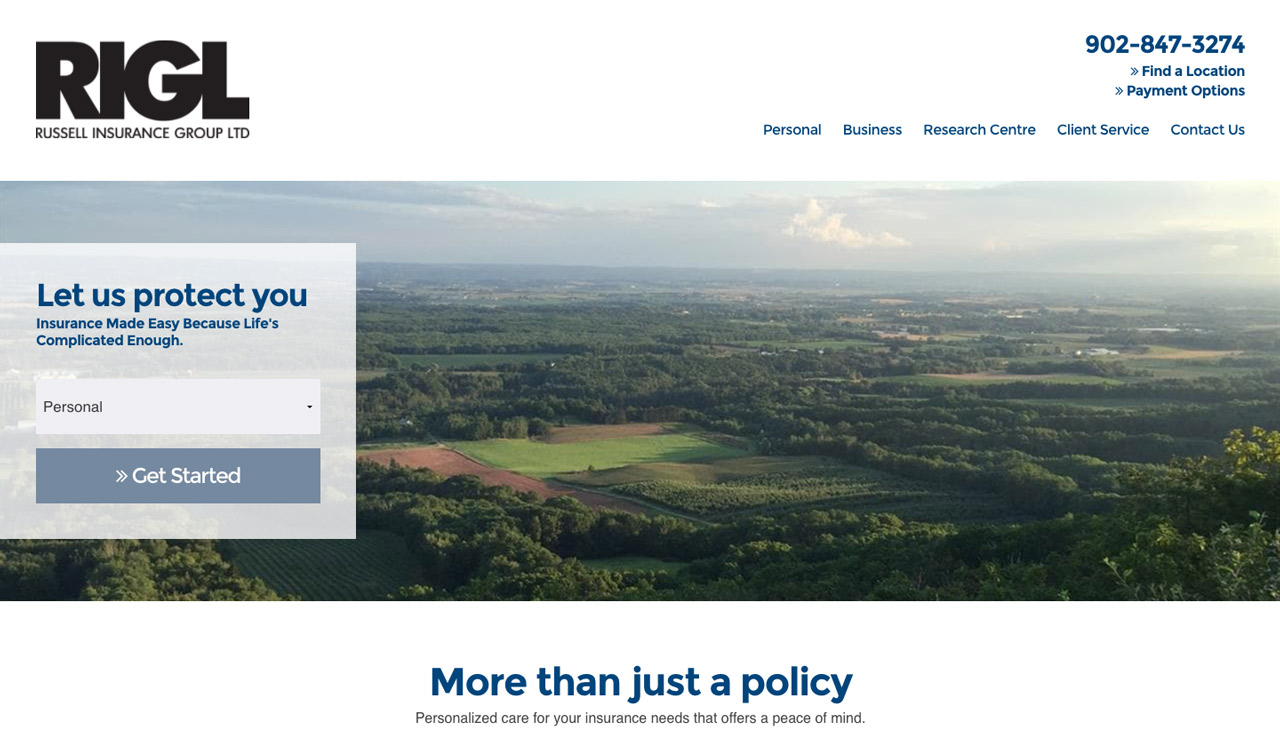 RIGL
RUSSELL INSURANCE GROUP LTD
902-847-3274
» Find a Location
» Payment Options
Personal Business Research Centre Client Service Contact Us
Let us protect you
Insurance Made Easy Because Life's
Complicated Enough.
Personal
» Get Started
More than just a policy
Personalized care for your insurance needs that offers a peace of mind.